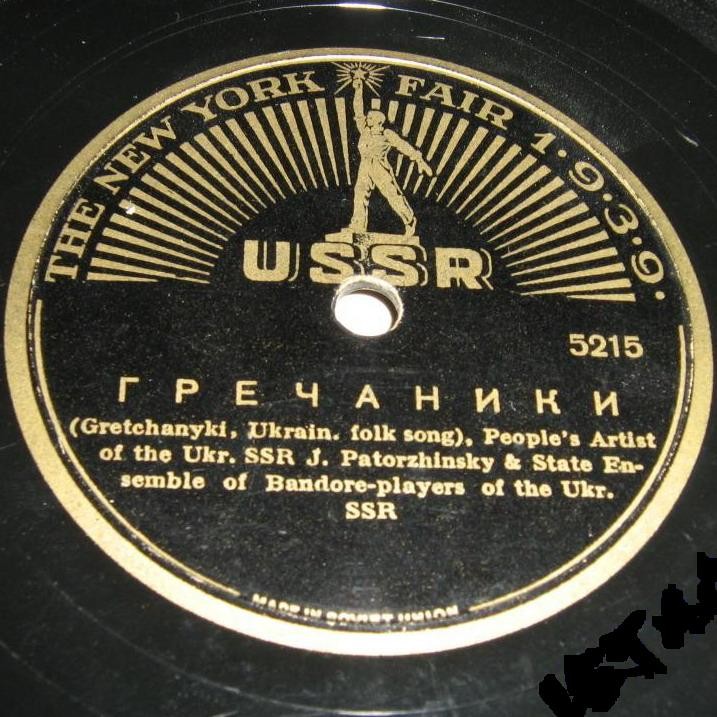 THE NEW YORK FAIR 1·9·3·9·
USSR
5215
ГРЕЧАНИКИ
(Gretchanyki, Ukrain. folk song), People's Artist
of the Ukr. SSR J. Patorzhinsky & State En-
semble of Bandore-players of the Ukr.
SSR
MADE IN SOVIET UNION